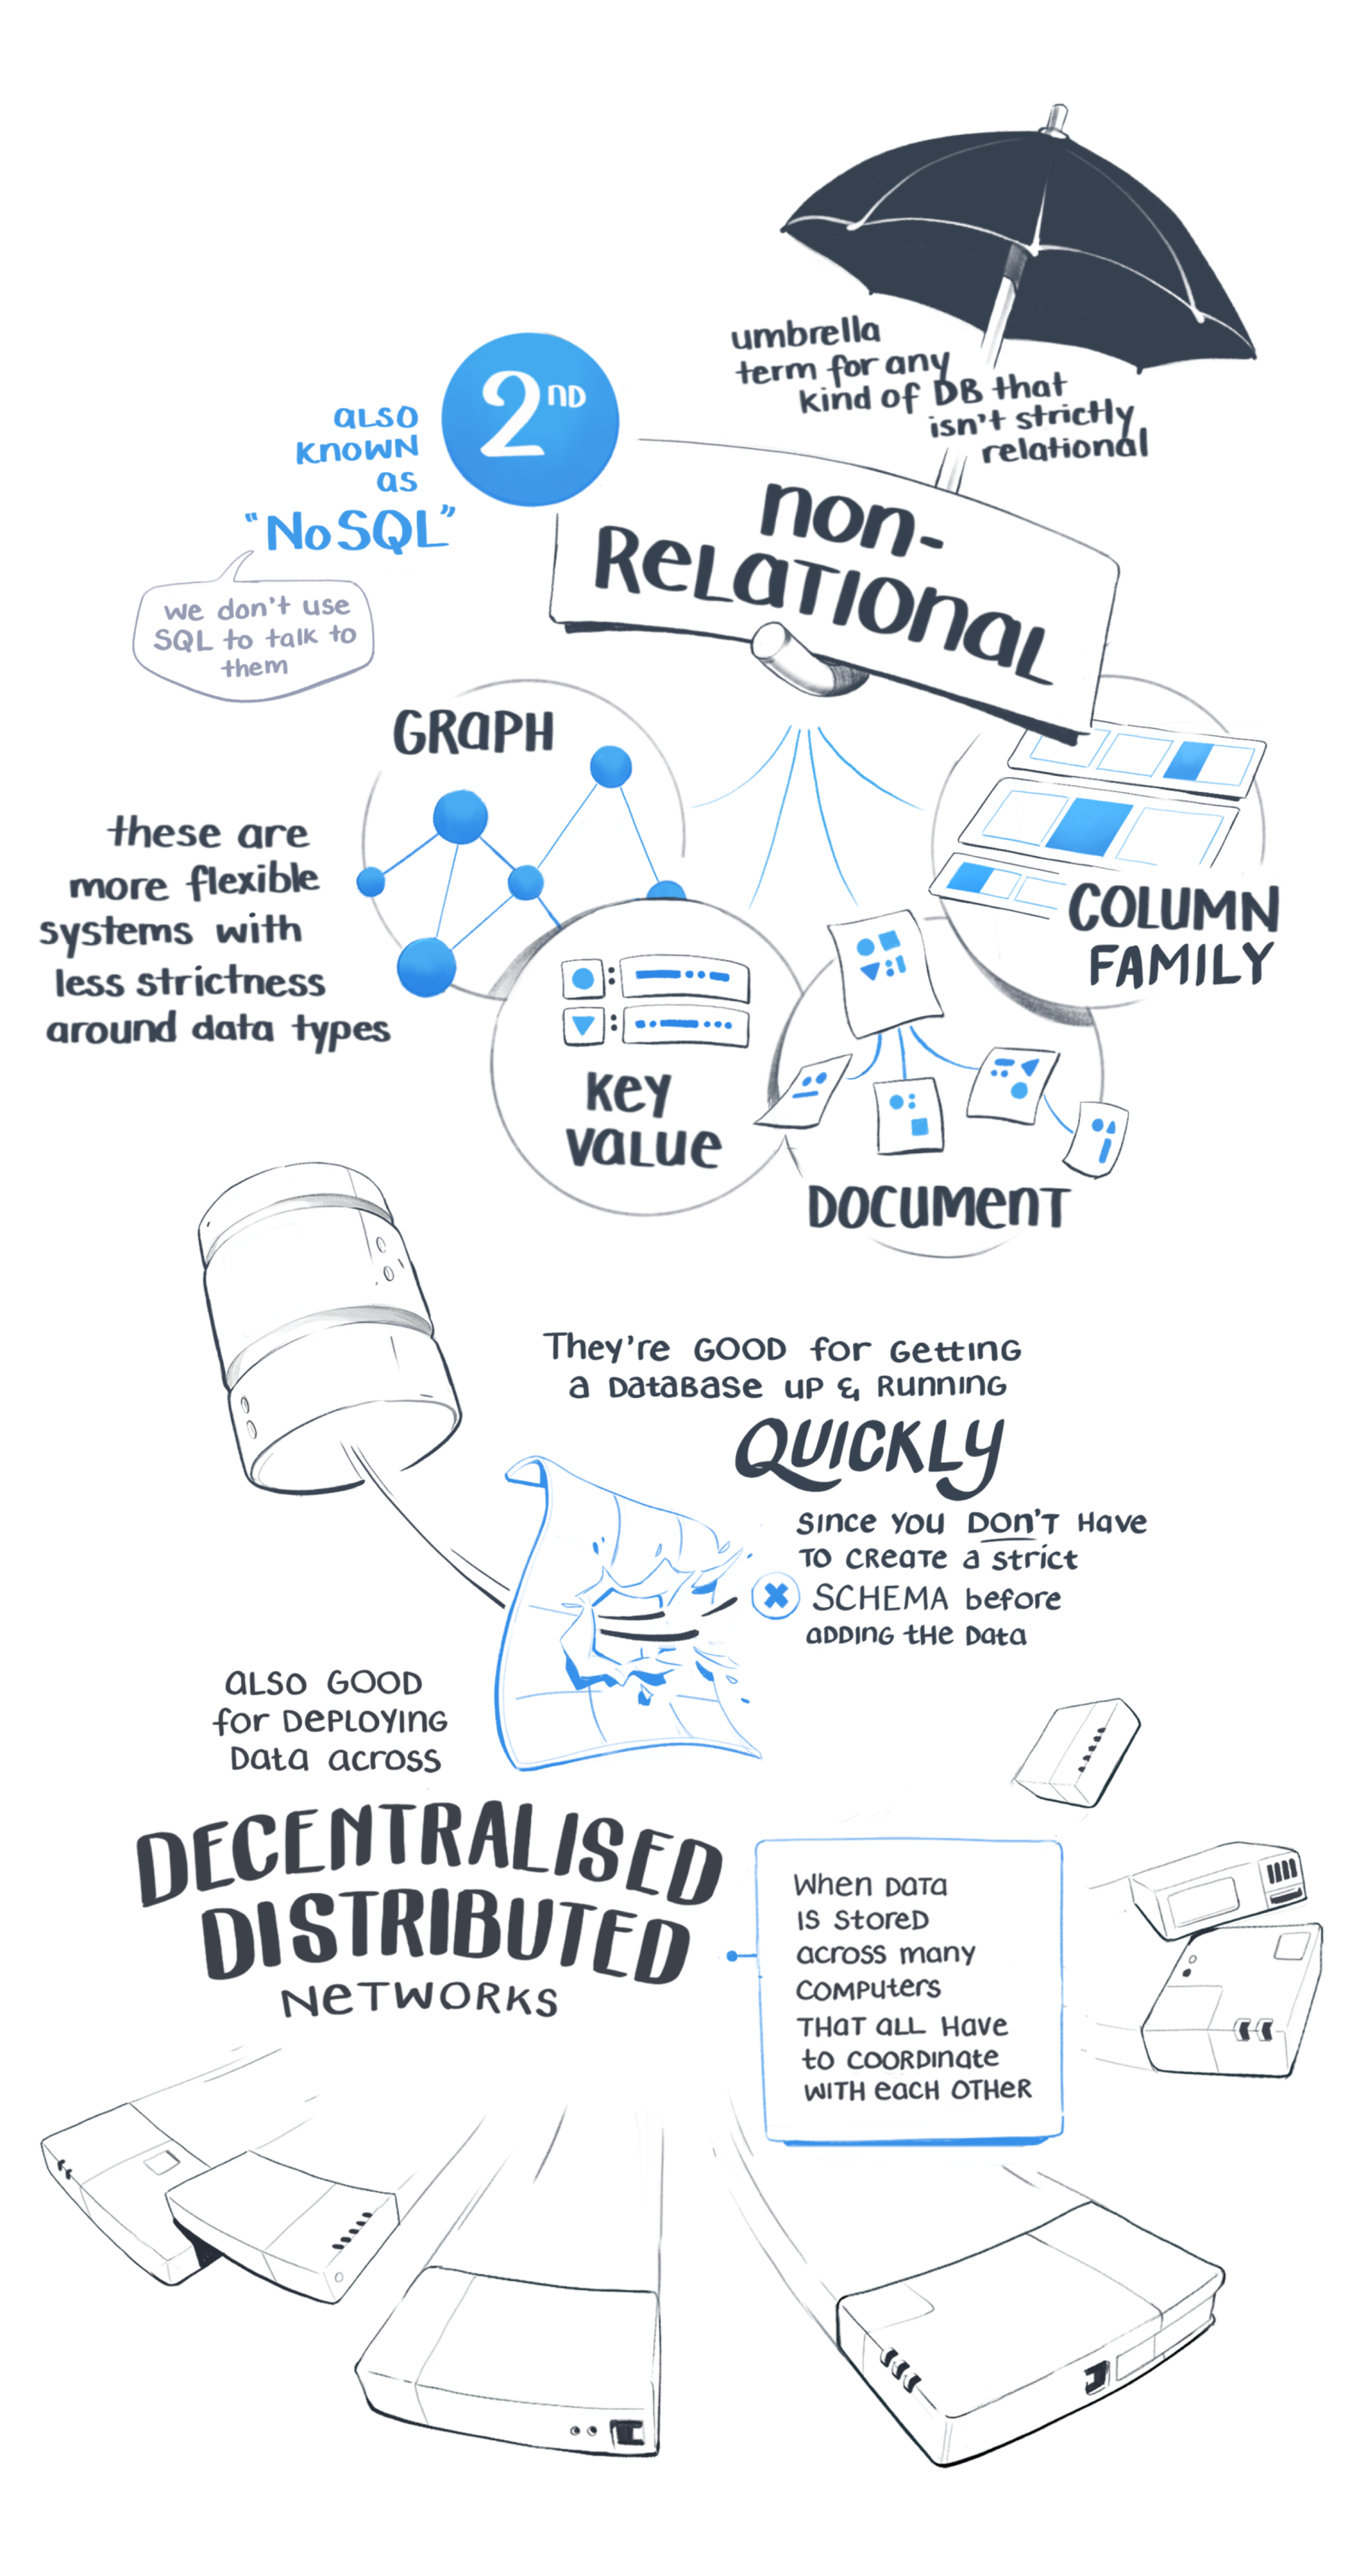 umbrella
term for any
kind of DB that
isn't strictly
relational
2ND
also
known
as
"NoSQL"
we don't use
SQL to talk to
them
non-
Relational
Graph
these are
more flexible
systems with
less strictness
around data types
Column
Family
Key
Value
Document
They're good for getting
a database up & running
Quickly
since you don't have
to create a strict
schema before
adding the data
also good
for deploying
data across
Decentralised
Distributed
Networks
When data
is stored
across many
computers
that all have
to coordinate
with each other